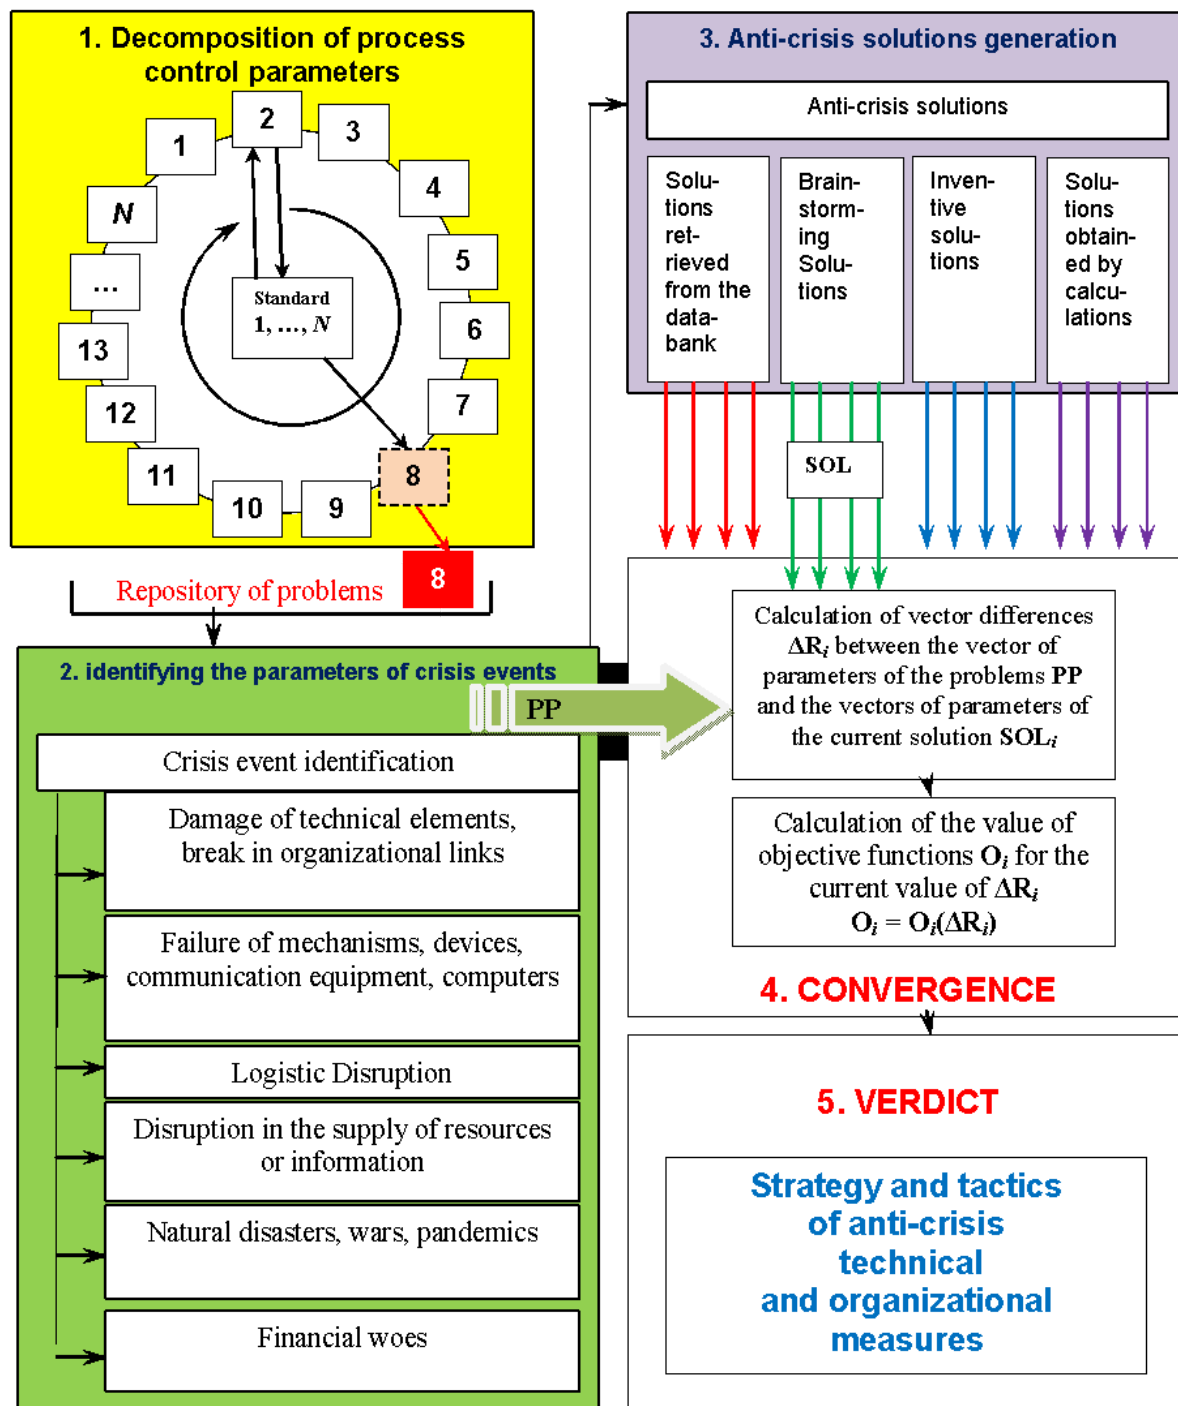 1. Decomposition of process
control parameters
1
2
3
4
5
6
7
8
9
10
11
12
13
...
N
Standard
1, ..., N
8
Repository of problems
2. identifying the parameters of crisis events
PP
Crisis event identification
Damage of technical elements,
break in organizational links
Failure of mechanisms, devices,
communication equipment, computers
Logistic Disruption
Disruption in the supply of resources
or information
Natural disasters, wars, pandemics
Financial woes
3. Anti-crisis solutions generation
Anti-crisis solutions
Solu-
tions
ret-
rieved
from the
data-
bank
Brain-
storm-
ing
Solu-
tions
Inven-
tive
solu-
tions
Solu-
tions
obtain-
ed by
calcu-
lations
SOL
Calculation of vector differences
ΔRi between the vector of
parameters of the problems PP
and the vectors of parameters of
the current solution SOLi
Calculation of the value of
objective functions Oi for the
current value of ΔRi
Oi = Oi(ΔRi)
4. CONVERGENCE
5. VERDICT
Strategy and tactics
of anti-crisis
technical
and organizational
measures